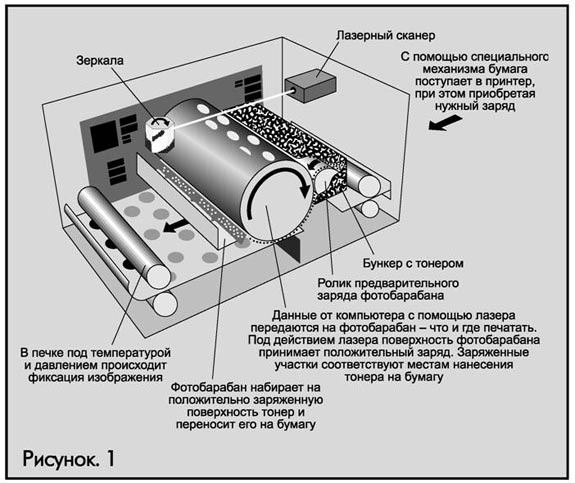 Лазерный сканер
Зеркала
С помощью специального
механизма бумага
поступает в принтер,
при этом приобретая
нужный заряд
Бункер с тонером
Ролик предварительного
заряда фотобарабана
Данные от компьютера с помощью лазера
передаются на фотобарабан – что и где печатать.
Под действием лазера поверхность фотобарабана
принимает положительный заряд. Заряженные
участки соответствуют местам нанесения
тонера на бумагу
В печке под температурой
и давлением происходит
фиксация изображения
Фотобарабан набирает на
положительно заряженную
поверхность тонер и
переносит его на бумагу
Рисунок. 1